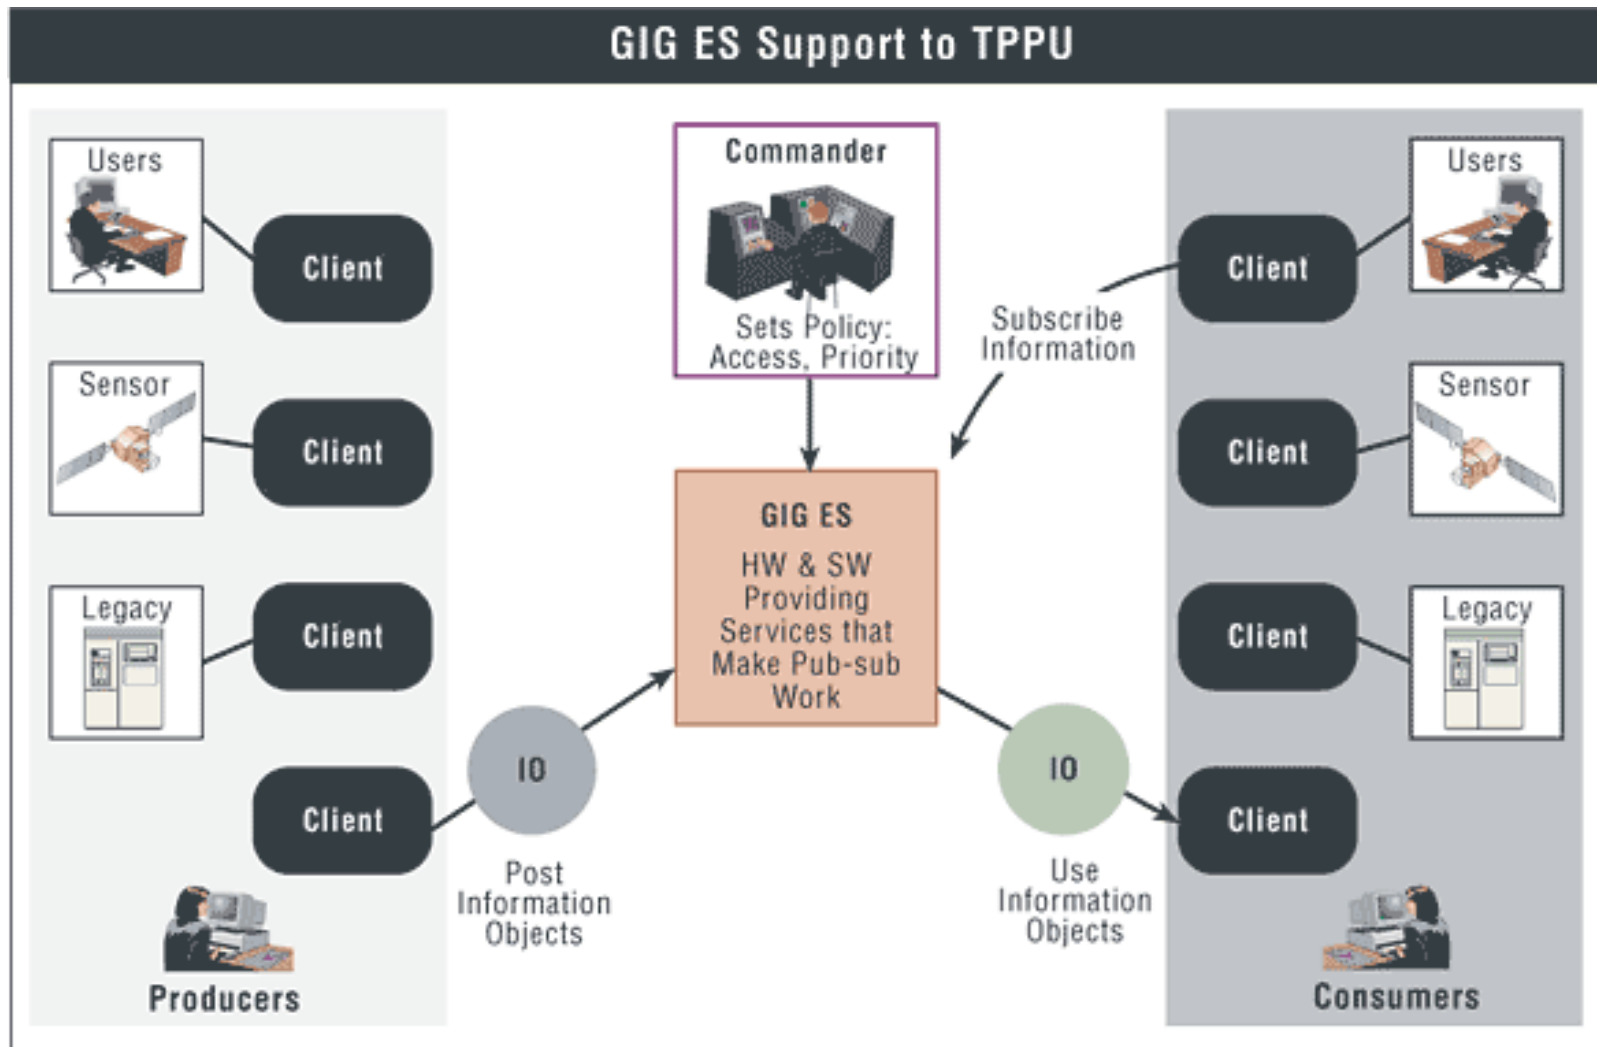 GIG ES Support to TPPU
Users
Client
Sensor
Client
Legacy
Client
Client
Producers
IO
Post
Information
Objects
Commander
Sets Policy:
Access, Priority
GIG ES
HW & SW
Providing
Services that
Make Pub-sub
Work
Subscribe
Information
IO
Use
Information
Objects
Users
Client
Sensor
Client
Legacy
Client
Client
Consumers